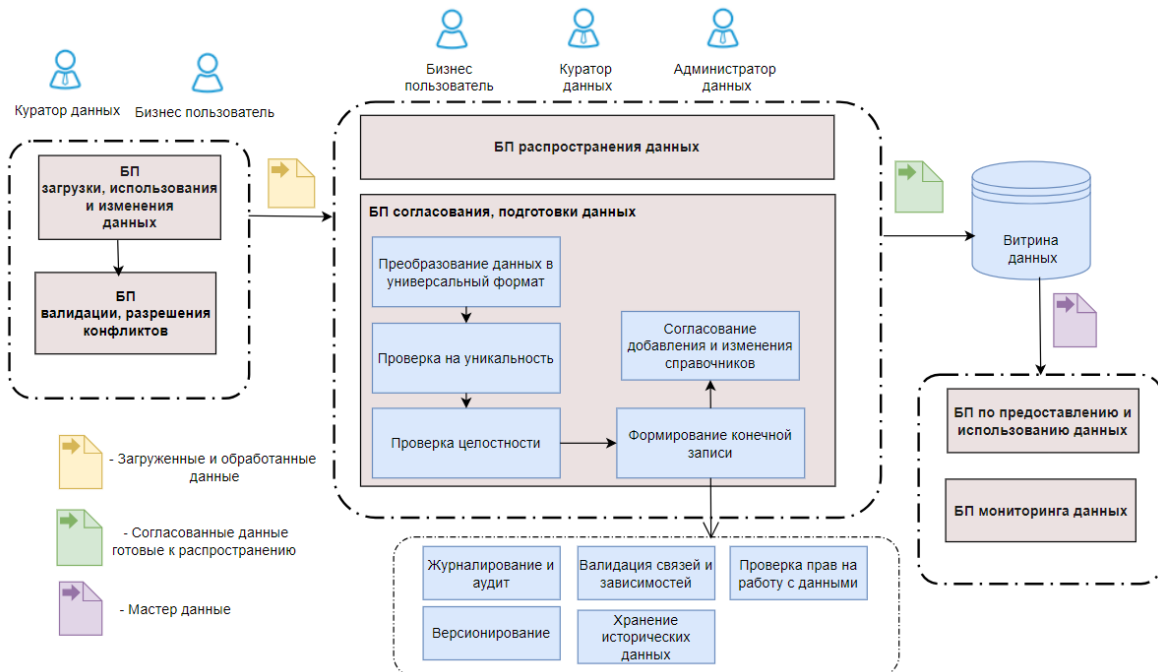 Бизнес
пользователь
Куратор
данных
Администратор
данных
Куратор данных
Бизнес пользователь
БП
загрузки, использования
и изменения
данных
БП
валидации, разрешения
конфликтов
БП распространения данных
БП согласования, подготовки данных
Преобразование данных в
универсальный формат
Проверка на уникальность
Проверка целостности
Согласование
добавления и изменения
справочников
Формирование конечной
записи
Витрина
данных
БП по предоставлению и
использованию данных
БП мониторинга данных
- Загруженные и обработанные
данные
- Согласованные данные
готовые к распространению
- Мастер данные
Журналирование и
аудит
Валидация связей и
зависимостей
Проверка прав на
работу с данными
Версионирование
Хранение
исторических
данных